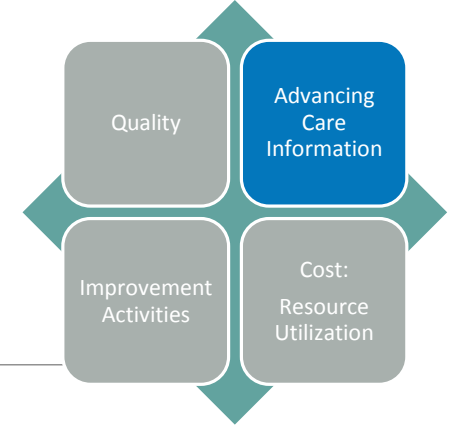 Quality
Advancing
Care
Information
Improvement
Activities
Cost:
Resource
Utilization